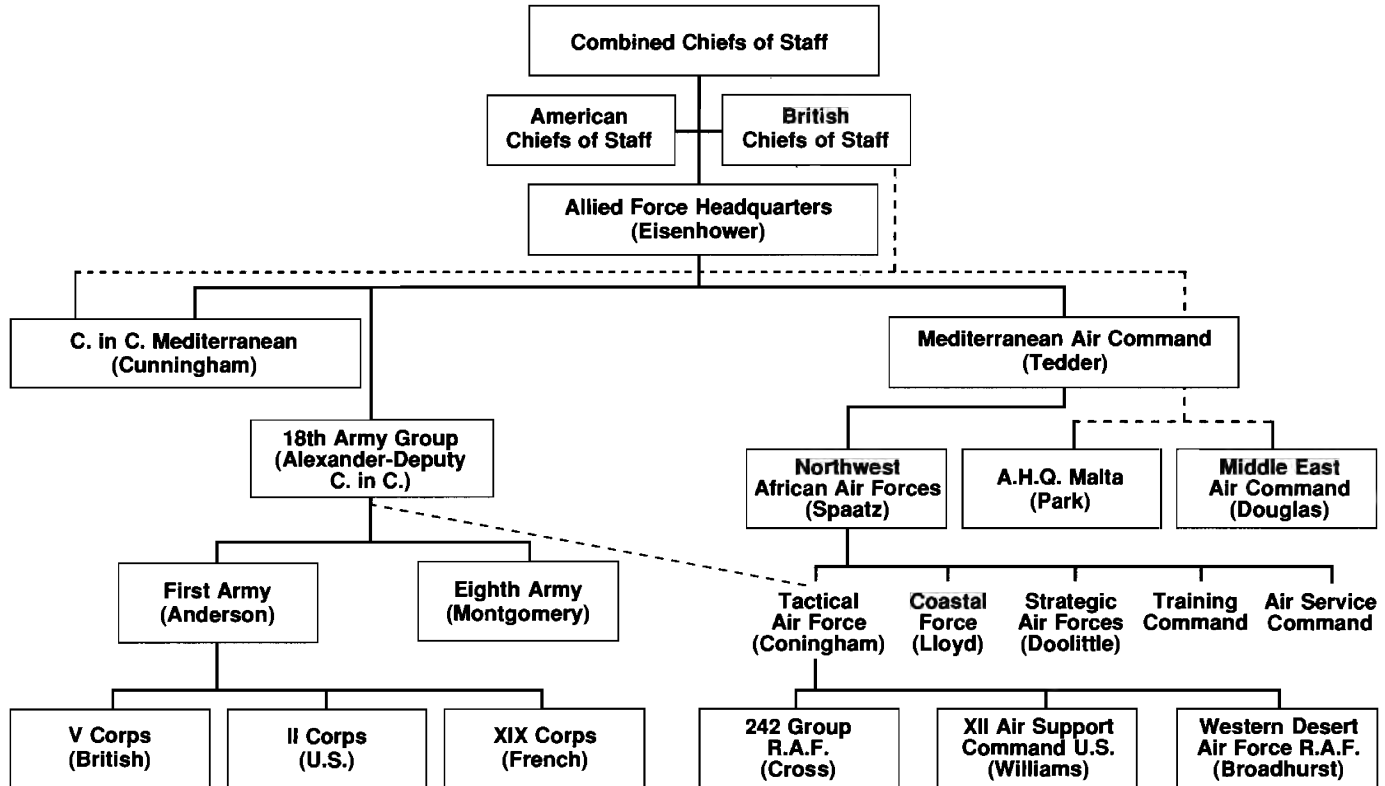 Combined Chiefs of Staff
American
Chiefs of Staff
British
Chiefs of Staff
Allied Force Headquarters
(Eisenhower)
C. in C. Mediterranean
(Cunningham)
Mediterranean Air Command
(Tedder)
18th Army Group
(Alexander-Deputy
C. in C.)
Northwest
African Air Forces
(Spaatz)
A.H.Q. Malta
(Park)
Middle East
Air Command
(Douglas)
First Army
(Anderson)
Eighth Army
(Montgomery)
Tactical
Air Force
(Coningham)
Coastal
Force
(Lloyd)
Strategic
Air Forces
(Doolittle)
Training
Command
Air Service
Command
V Corps
(British)
II Corps
(U.S.)
XIX Corps
(French)
242 Group
R.A.F.
(Cross)
XII Air Support
Command U.S.
(Williams)
Western Desert
Air Force R.A.F.
(Broadhurst)